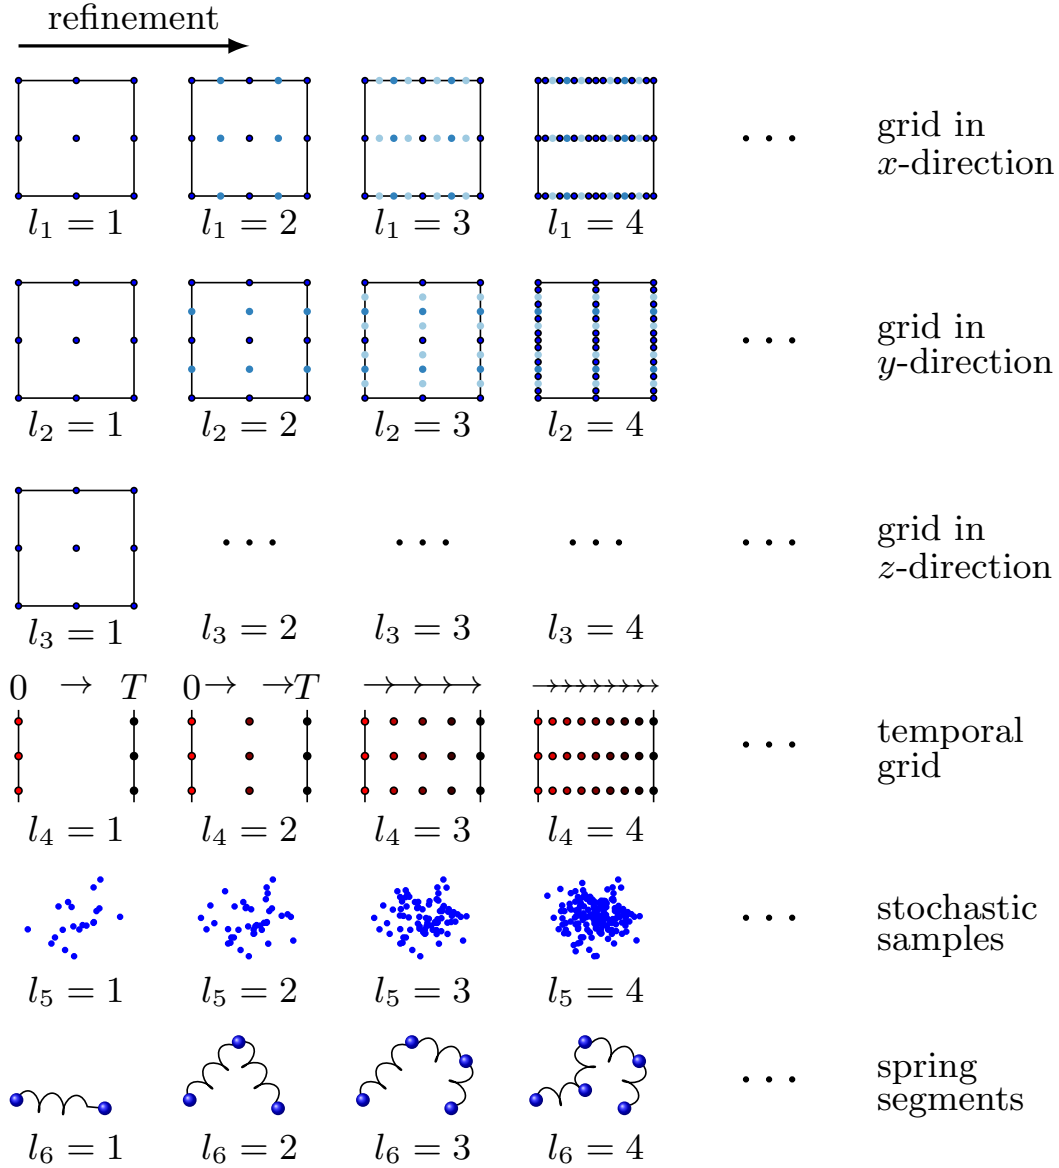 refinement
grid in
x-direction
l₁ = 1 l₁ = 2 l₁ = 3 l₁ = 4
grid in
y-direction
l₂ = 1 l₂ = 2 l₂ = 3 l₂ = 4
grid in
z-direction
l₃ = 1 l₃ = 2 l₃ = 3 l₃ = 4
0 → T 0→ →T
temporal
grid
l₄ = 1 l₄ = 2 l₄ = 3 l₄ = 4
stochastic
samples
l₅ = 1 l₅ = 2 l₅ = 3 l₅ = 4
spring
segments
l₆ = 1 l₆ = 2 l₆ = 3 l₆ = 4